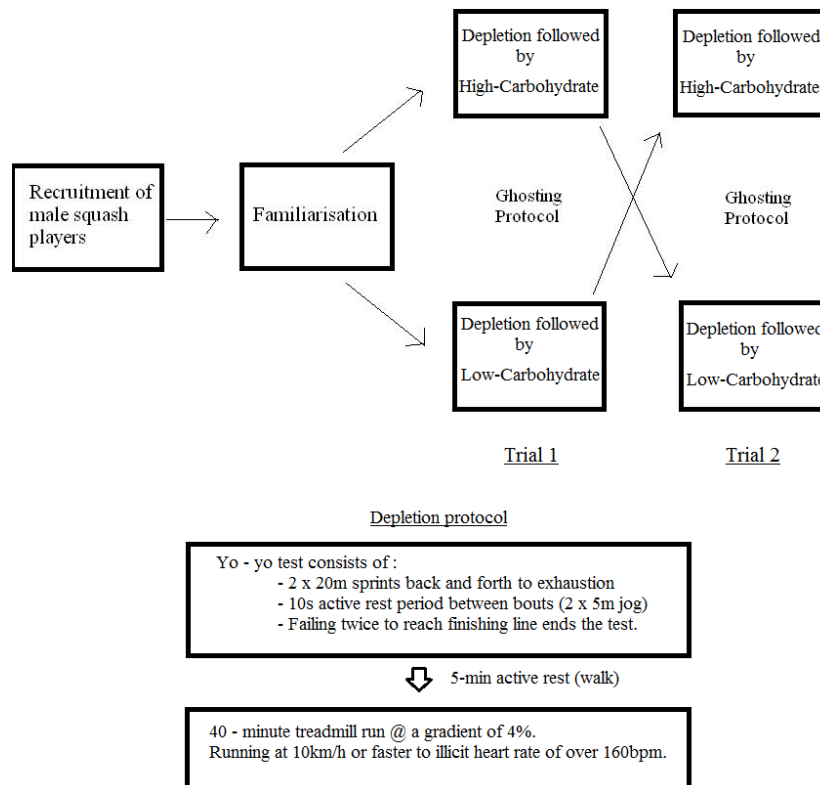 Recruitment of
male squash
players
Familiarisation
Depletion followed
by
High-Carbohydrate
Depletion followed
by
High-Carbohydrate
Ghosting
Protocol
Ghosting
Protocol
Depletion followed
by
Low-Carbohydrate
Depletion followed
by
Low-Carbohydrate
Trial 1
Trial 2
Depletion protocol
Yo - yo test consists of :
- 2 x 20m sprints back and forth to exhaustion
- 10s active rest period between bouts (2 x 5m jog)
- Failing twice to reach finishing line ends the test.
5-min active rest (walk)
40 - minute treadmill run @ a gradient of 4%.
Running at 10km/h or faster to illicit heart rate of over 160bpm.